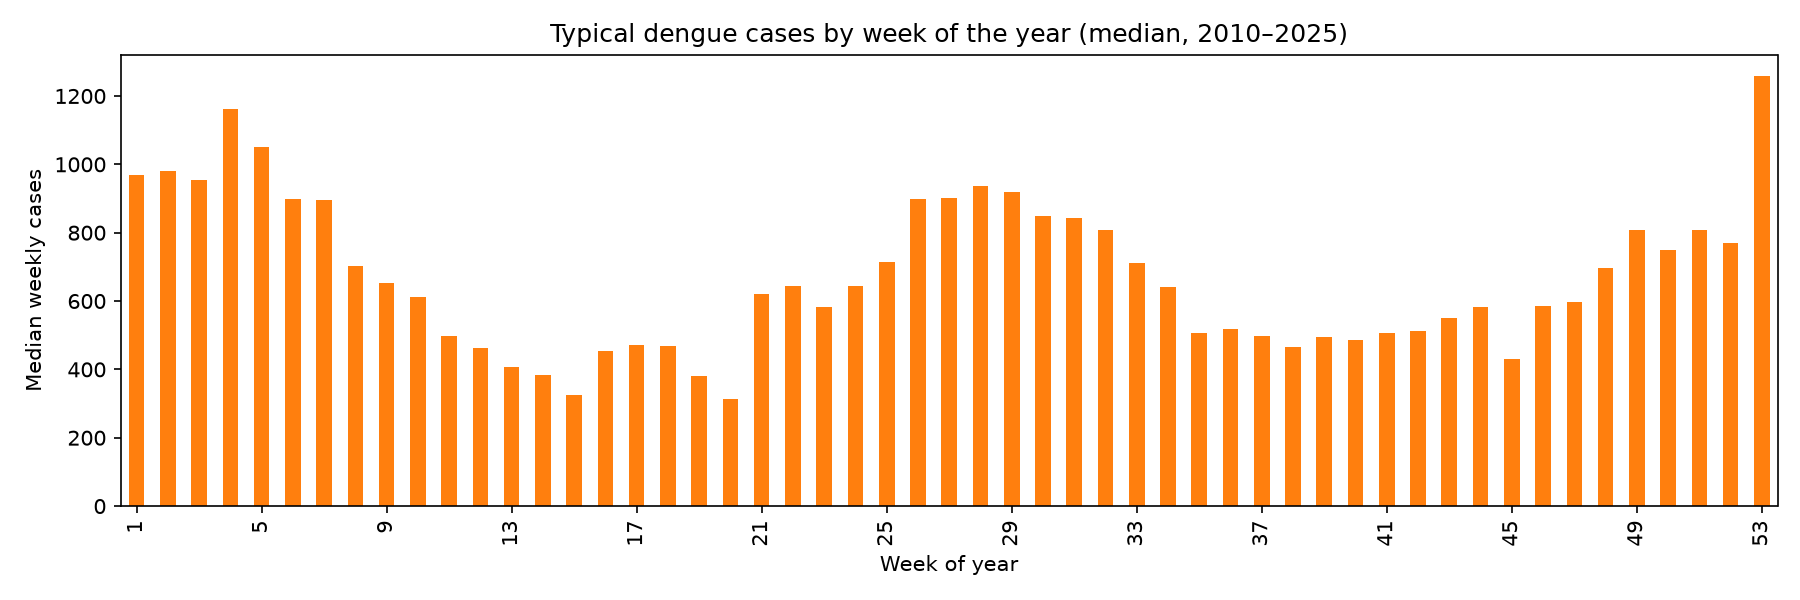 Typical dengue cases by week of the year (median, 2010–2025)
Median weekly cases
1200
1000
800
600
400
200
0
1 5 9 13 17 21 25 29 33 37 41 45 49 53
Week of year